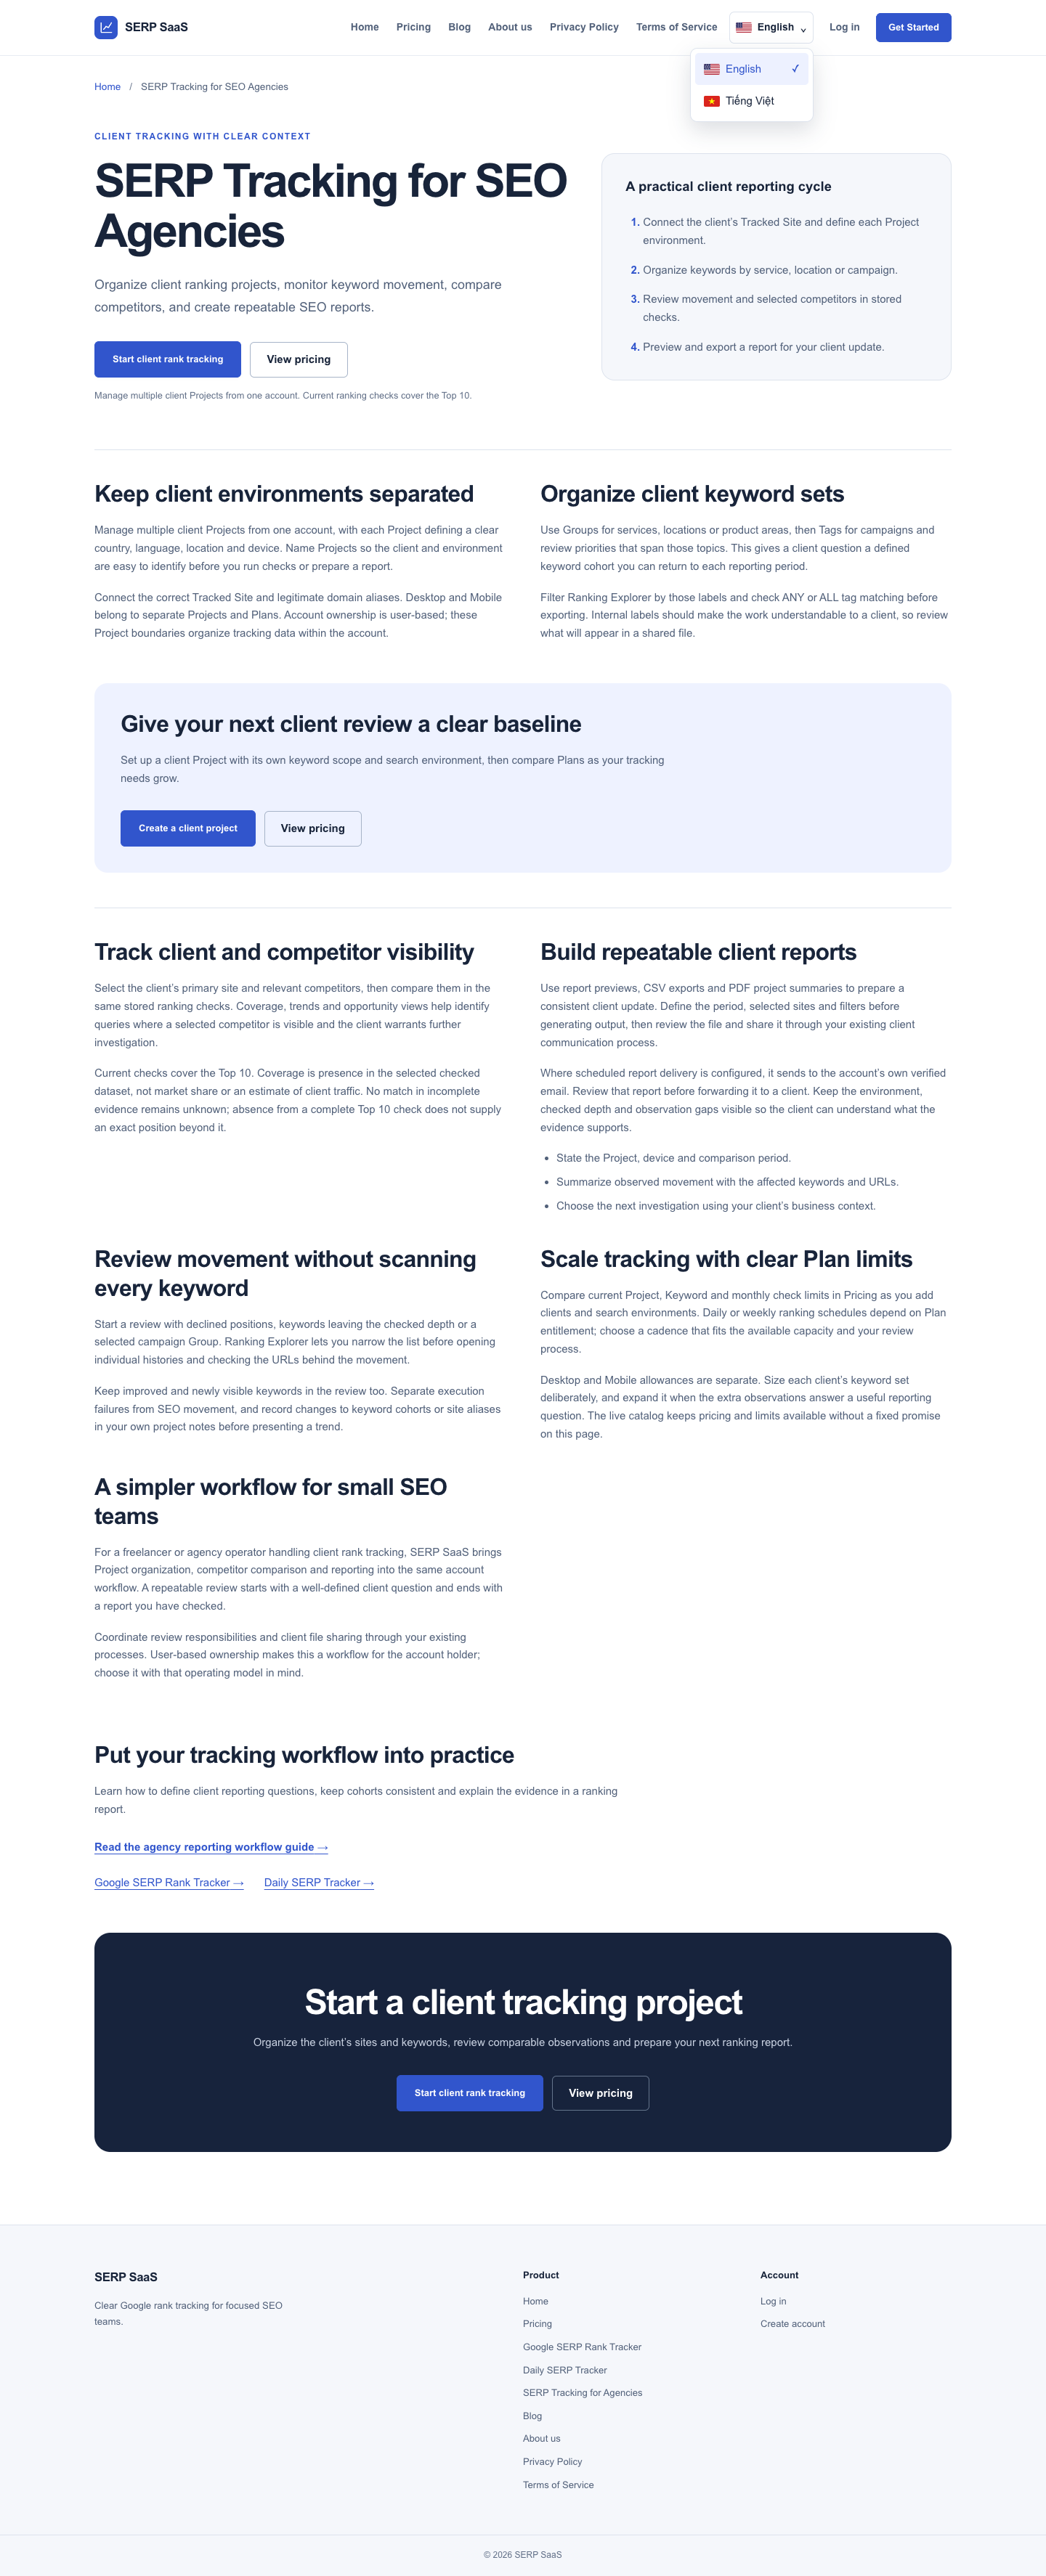 SERP SaaS
Home Pricing Blog About us Privacy Policy Terms of Service English Log in Get Started
English ✓
Tiếng Việt
Home / SERP Tracking for SEO Agencies
CLIENT TRACKING WITH CLEAR CONTEXT
SERP Tracking for SEO
Agencies
Organize client ranking projects, monitor keyword movement, compare
competitors, and create repeatable SEO reports.
Start client rank tracking View pricing
Manage multiple client Projects from one account. Current ranking checks cover the Top 10.
A practical client reporting cycle
1. Connect the client’s Tracked Site and define each Project
environment.
2. Organize keywords by service, location or campaign.
3. Review movement and selected competitors in stored
checks.
4. Preview and export a report for your client update.
Keep client environments separated
Manage multiple client Projects from one account, with each Project defining a clear
country, language, location and device. Name Projects so the client and environment
are easy to identify before you run checks or prepare a report.
Connect the correct Tracked Site and legitimate domain aliases. Desktop and Mobile
belong to separate Projects and Plans. Account ownership is user-based; these
Project boundaries organize tracking data within the account.
Organize client keyword sets
Use Groups for services, locations or product areas, then Tags for campaigns and
review priorities that span those topics. This gives a client question a defined
keyword cohort you can return to each reporting period.
Filter Ranking Explorer by those labels and check ANY or ALL tag matching before
exporting. Internal labels should make the work understandable to a client, so review
what will appear in a shared file.
Give your next client review a clear baseline
Set up a client Project with its own keyword scope and search environment, then compare Plans as your tracking
needs grow.
Create a client project View pricing
Track client and competitor visibility
Select the client’s primary site and relevant competitors, then compare them in the
same stored ranking checks. Coverage, trends and opportunity views help identify
queries where a selected competitor is visible and the client warrants further
investigation.
Current checks cover the Top 10. Coverage is presence in the selected checked
dataset, not market share or an estimate of client traffic. No match in incomplete
evidence remains unknown; absence from a complete Top 10 check does not supply
an exact position beyond it.
Build repeatable client reports
Use report previews, CSV exports and PDF project summaries to prepare a
consistent client update. Define the period, selected sites and filters before
generating output, then review the file and share it through your existing client
communication process.
Where scheduled report delivery is configured, it sends to the account’s own verified
email. Review that report before forwarding it to a client. Keep the environment,
checked depth and observation gaps visible so the client can understand what the
evidence supports.
• State the Project, device and comparison period.
• Summarize observed movement with the affected keywords and URLs.
• Choose the next investigation using your client’s business context.
Review movement without scanning
every keyword
Start a review with declined positions, keywords leaving the checked depth or a
selected campaign Group. Ranking Explorer lets you narrow the list before opening
individual histories and checking the URLs behind the movement.
Keep improved and newly visible keywords in the review too. Separate execution
failures from SEO movement, and record changes to keyword cohorts or site aliases
in your own project notes before presenting a trend.
Scale tracking with clear Plan limits
Compare current Project, Keyword and monthly check limits in Pricing as you add
clients and search environments. Daily or weekly ranking schedules depend on Plan
entitlement; choose a cadence that fits the available capacity and your review
process.
Desktop and Mobile allowances are separate. Size each client’s keyword set
deliberately, and expand it when the extra observations answer a useful reporting
question. The live catalog keeps pricing and limits available without a fixed promise
on this page.
A simpler workflow for small SEO
teams
For a freelancer or agency operator handling client rank tracking, SERP SaaS brings
Project organization, competitor comparison and reporting into the same account
workflow. A repeatable review starts with a well-defined client question and ends with
a report you have checked.
Coordinate review responsibilities and client file sharing through your existing
processes. User-based ownership makes this a workflow for the account holder;
choose it with that operating model in mind.
Put your tracking workflow into practice
Learn how to define client reporting questions, keep cohorts consistent and explain the evidence in a ranking
report.
Read the agency reporting workflow guide →
Google SERP Rank Tracker → Daily SERP Tracker →
Start a client tracking project
Organize the client’s sites and keywords, review comparable observations and prepare your next ranking report.
Start client rank tracking View pricing
SERP SaaS
Clear Google rank tracking for focused SEO
teams.
Product
Home
Pricing
Google SERP Rank Tracker
Daily SERP Tracker
SERP Tracking for Agencies
Blog
About us
Privacy Policy
Terms of Service
Account
Log in
Create account
© 2026 SERP SaaS